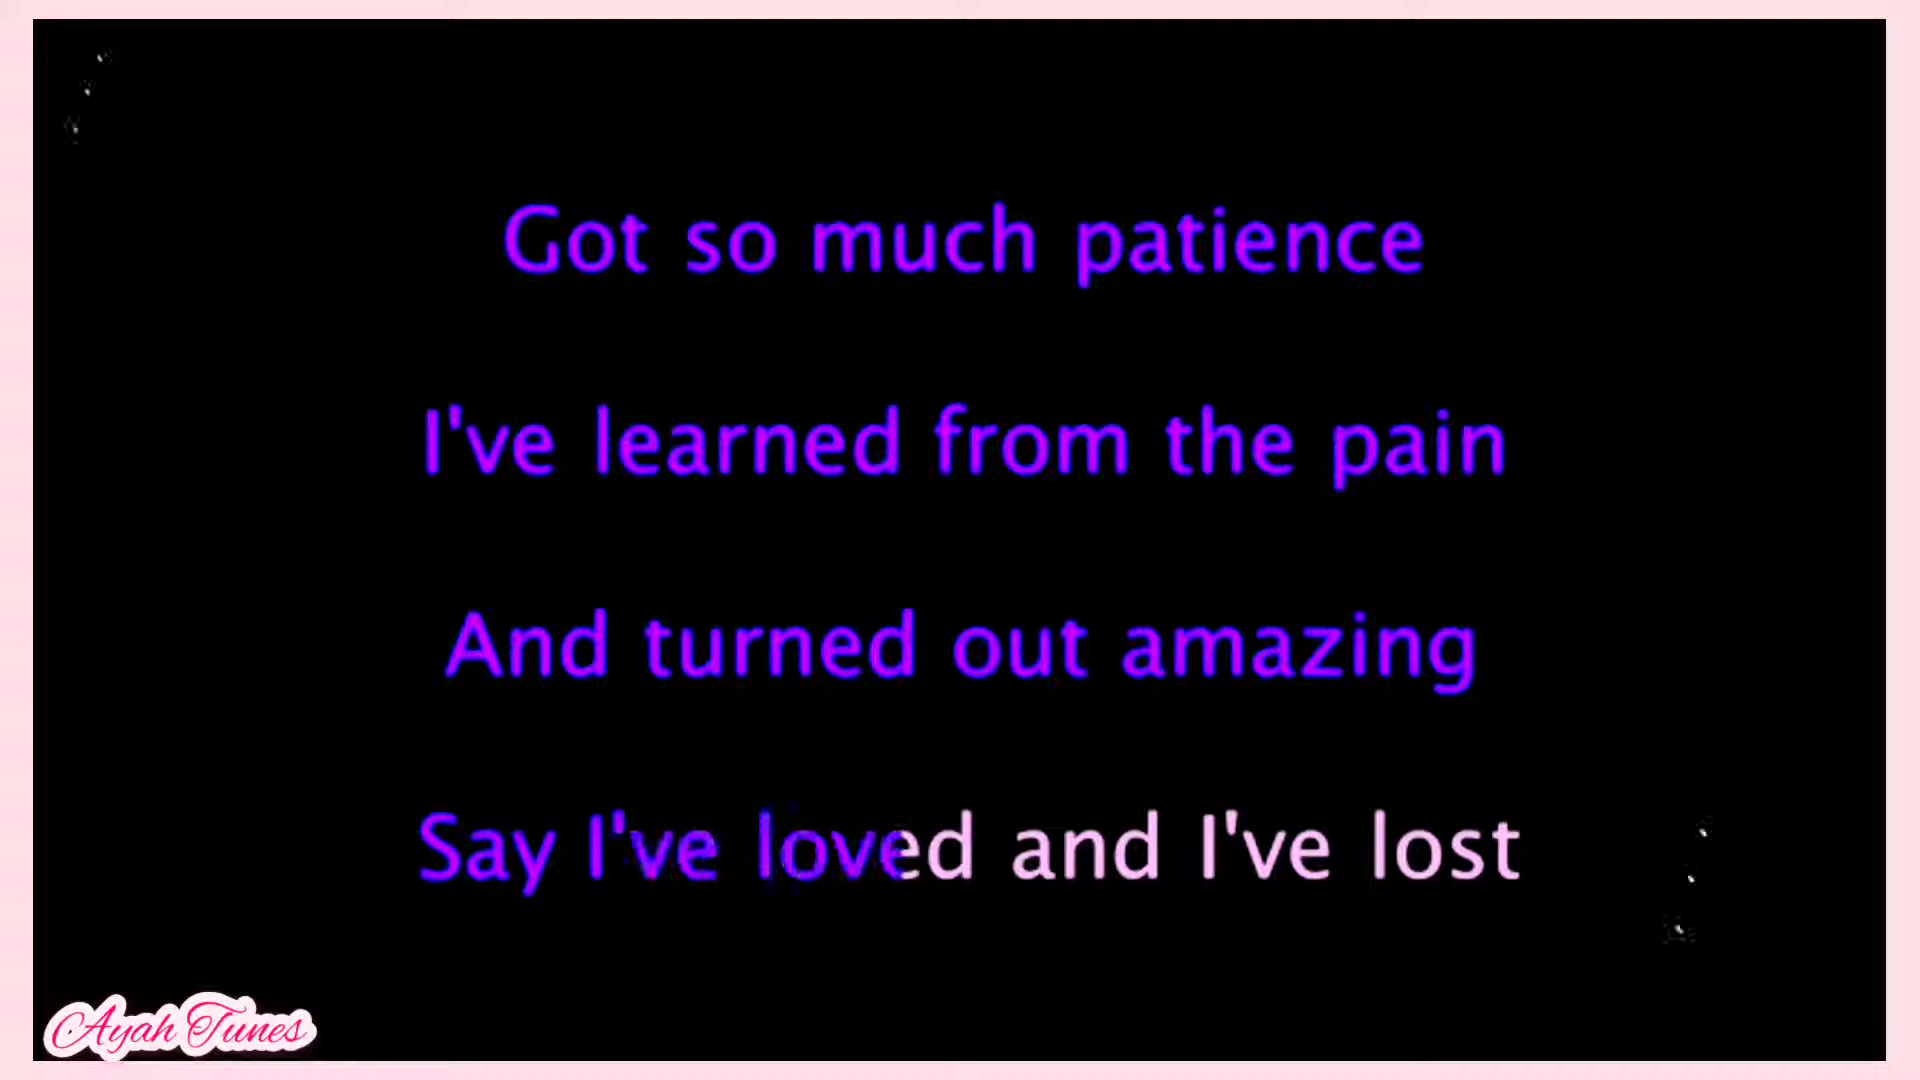 Got so much patience
I've learned from the pain
And turned out amazing
Say I've loved and I've lost
Ayah Tunes